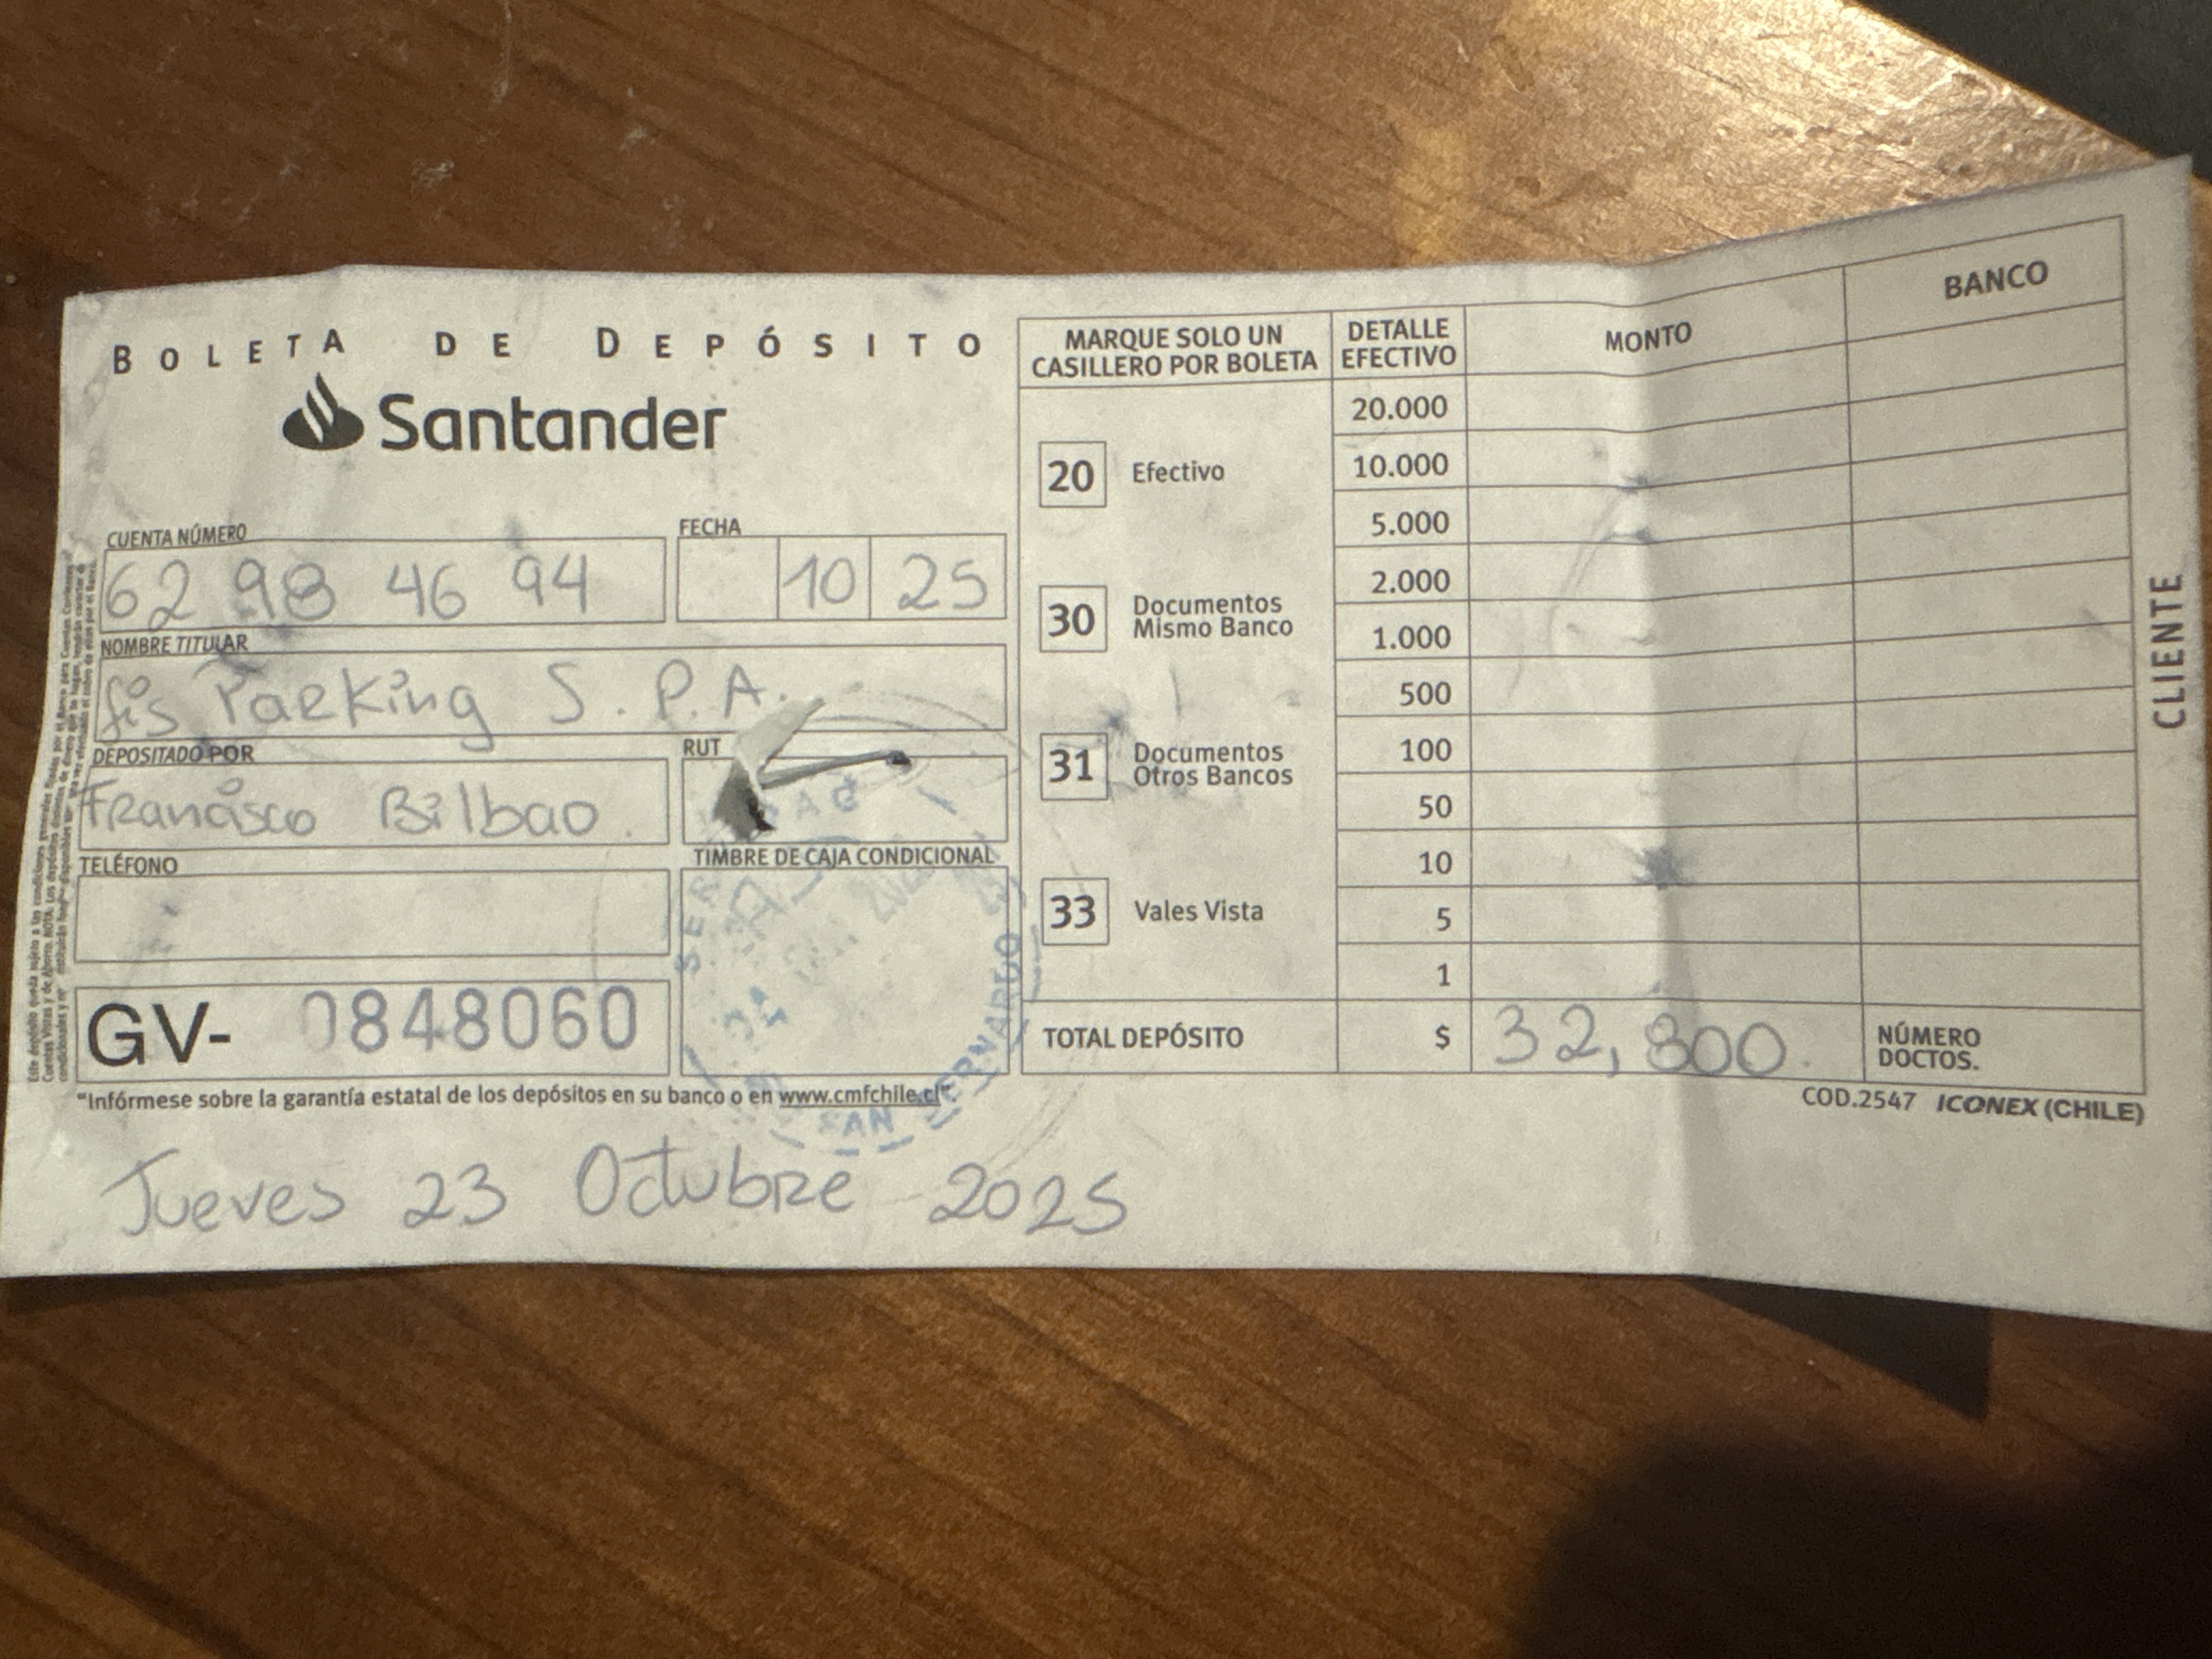 BOLETA DE DEPÓSITO
Santander
CUENTA NÚMERO
62 98 46 94
FECHA
10 25
NOMBRE TITULAR
fis Parking S.P.A.
DEPOSITADO POR
Francisco Bilbao.
RUT
TELÉFONO
TIMBRE DE CAJA CONDICIONAL
GV- 0848060
"Infórmese sobre la garantía estatal de los depósitos en su banco o en www.cmfchile.cl".
SAN BERNARDO
Jueves 23 Octubre 2025
MARQUE SOLO UN CASILLERO POR BOLETA
20 Efectivo
30 Documentos Mismo Banco
31 Documentos Otros Bancos
33 Vales Vista
DETALLE EFECTIVO
20.000
10.000
5.000
2.000
1.000
500
100
50
10
5
1
MONTO
BANCO
TOTAL DEPÓSITO $ 32,800.
NÚMERO DOCTOS.
COD.2547 ICONEX (CHILE)
CLIENTE